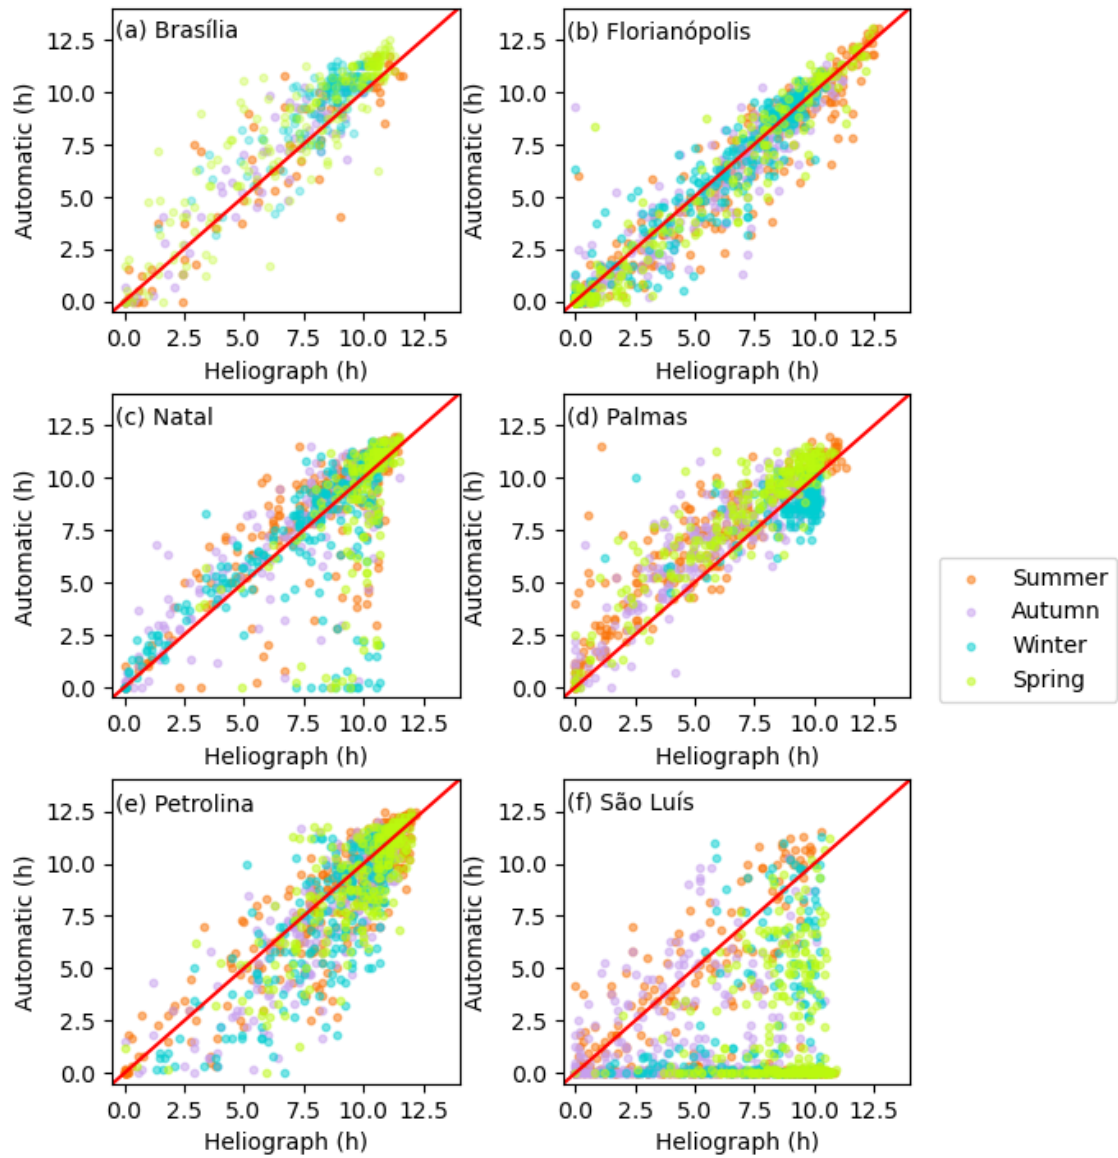 (a) Brasília
12.5
10.0
7.5
5.0
2.5
0.0
Automatic (h)
0.0 2.5 5.0 7.5 10.0 12.5
Heliograph (h)
(b) Florianópolis
12.5
10.0
7.5
5.0
2.5
0.0
Automatic (h)
0.0 2.5 5.0 7.5 10.0 12.5
Heliograph (h)
(c) Natal
12.5
10.0
7.5
5.0
2.5
0.0
Automatic (h)
0.0 2.5 5.0 7.5 10.0 12.5
Heliograph (h)
(d) Palmas
12.5
10.0
7.5
5.0
2.5
0.0
Automatic (h)
0.0 2.5 5.0 7.5 10.0 12.5
Heliograph (h)
Summer
Autumn
Winter
Spring
(e) Petrolina
12.5
10.0
7.5
5.0
2.5
0.0
Automatic (h)
0.0 2.5 5.0 7.5 10.0 12.5
Heliograph (h)
(f) São Luís
12.5
10.0
7.5
5.0
2.5
0.0
Automatic (h)
0.0 2.5 5.0 7.5 10.0 12.5
Heliograph (h)